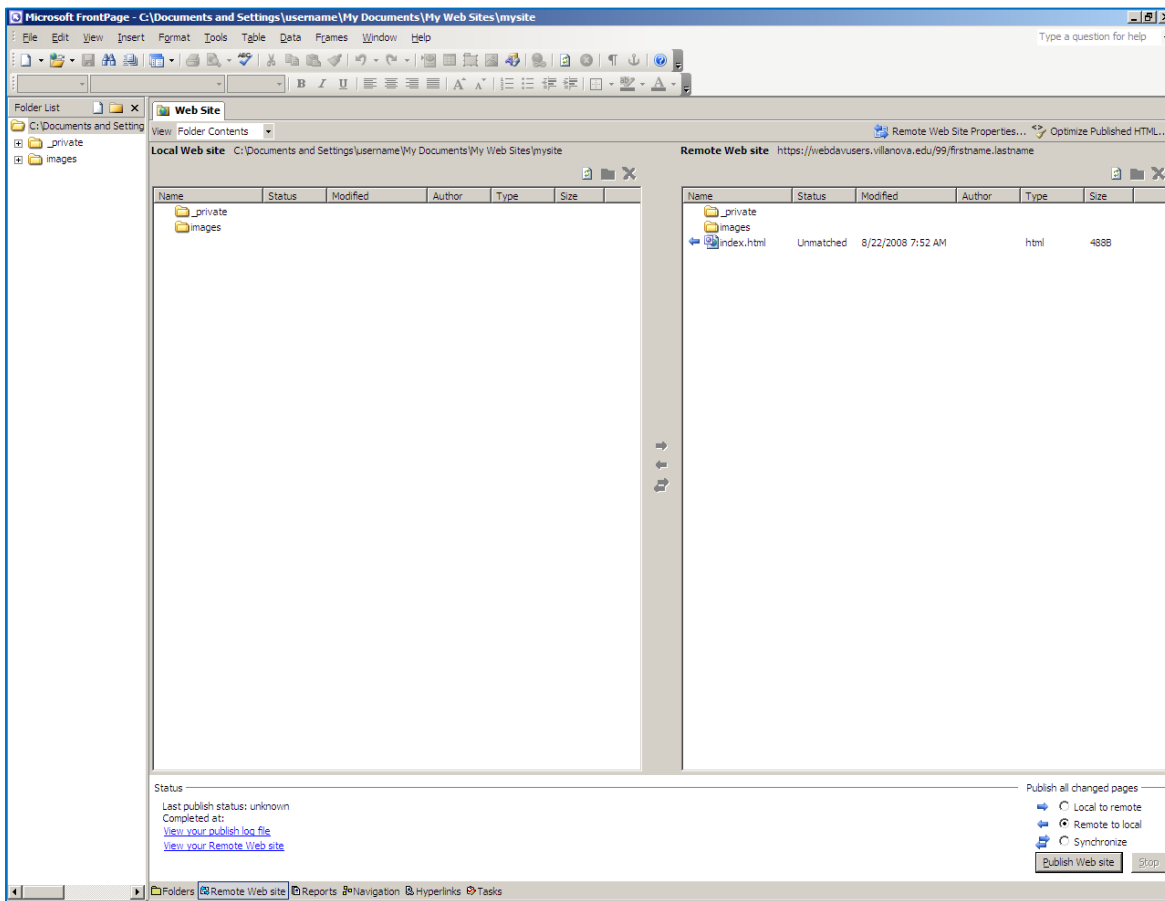 Microsoft FrontPage - C:\Documents and Settings\username\My Documents\My Web Sites\mysite
File Edit View Insert Format Tools Table Data Frames Window Help Type a question for help
B I U A A A
Folder List
Web Site
C:\Documents and Setting
_private
images
View Folder Contents Remote Web Site Properties... Optimize Published HTML...
Local Web site C:\Documents and Settings\username\My Documents\My Web Sites\mysite
Remote Web site https://webdavusers.villanova.edu/99/firstname.lastname
Name Status Modified Author Type Size
_private
images
Name Status Modified Author Type Size
_private
images
index.html Unmatched 8/22/2008 7:52 AM html 488B
Status
Last publish status: unknown
Completed at:
View your publish log file
View your Remote Web site
Publish all changed pages
Local to remote
Remote to local
Synchronize
Publish Web site Stop
Folders Remote Web site Reports Navigation Hyperlinks Tasks